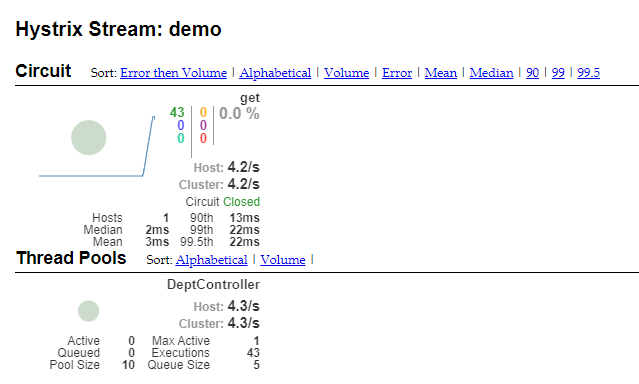 Hystrix Stream: demo
Circuit Sort: Error then Volume | Alphabetical | Volume | Error | Mean | Median | 90 | 99 | 99.5
get
43 0 0.0 %
0 0
0 0
Host: 4.2/s
Cluster: 4.2/s
Circuit Closed
Hosts 1 90th 13ms
Median 2ms 99th 22ms
Mean 3ms 99.5th 22ms
Thread Pools Sort: Alphabetical | Volume |
DeptController
Host: 4.3/s
Cluster: 4.3/s
Active 0 Max Active 1
Queued 0 Executions 43
Pool Size 10 Queue Size 5